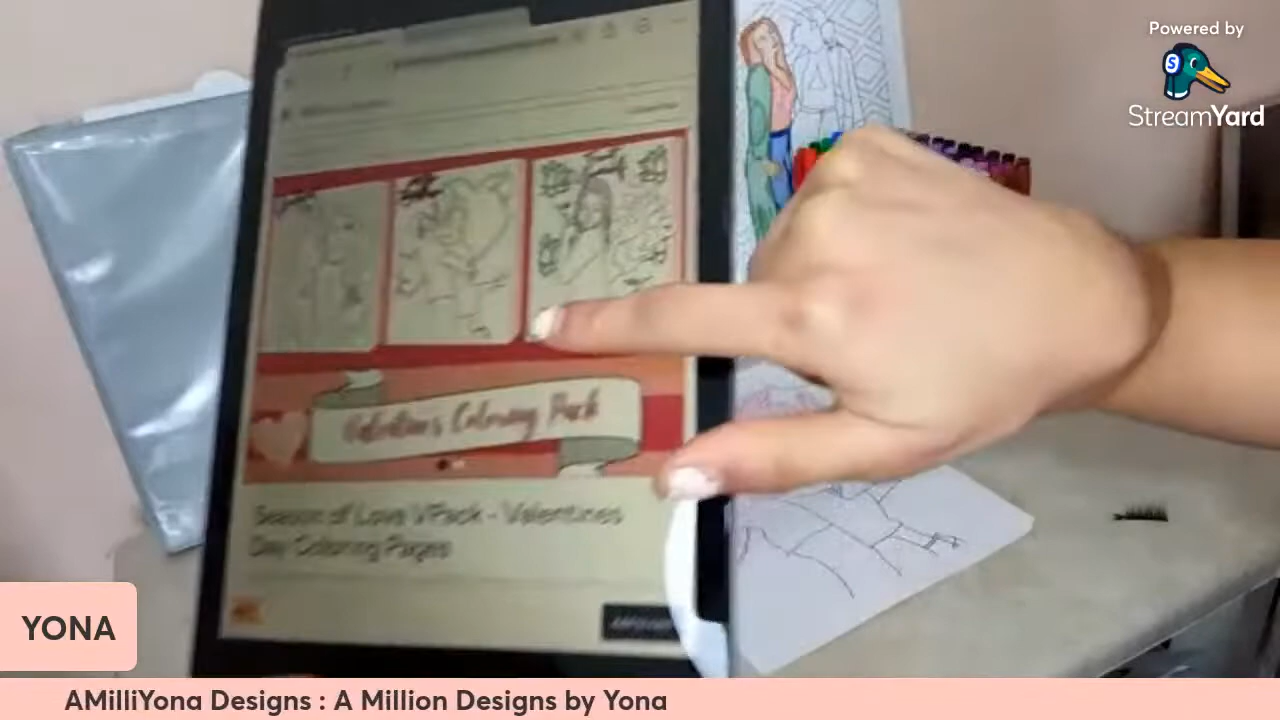 Powered by
StreamYard
Valentines Coloring Pack
Season of Love VPack - Valentines
Day Coloring Pages
YONA
AMilliYona Designs : A Million Designs by Yona